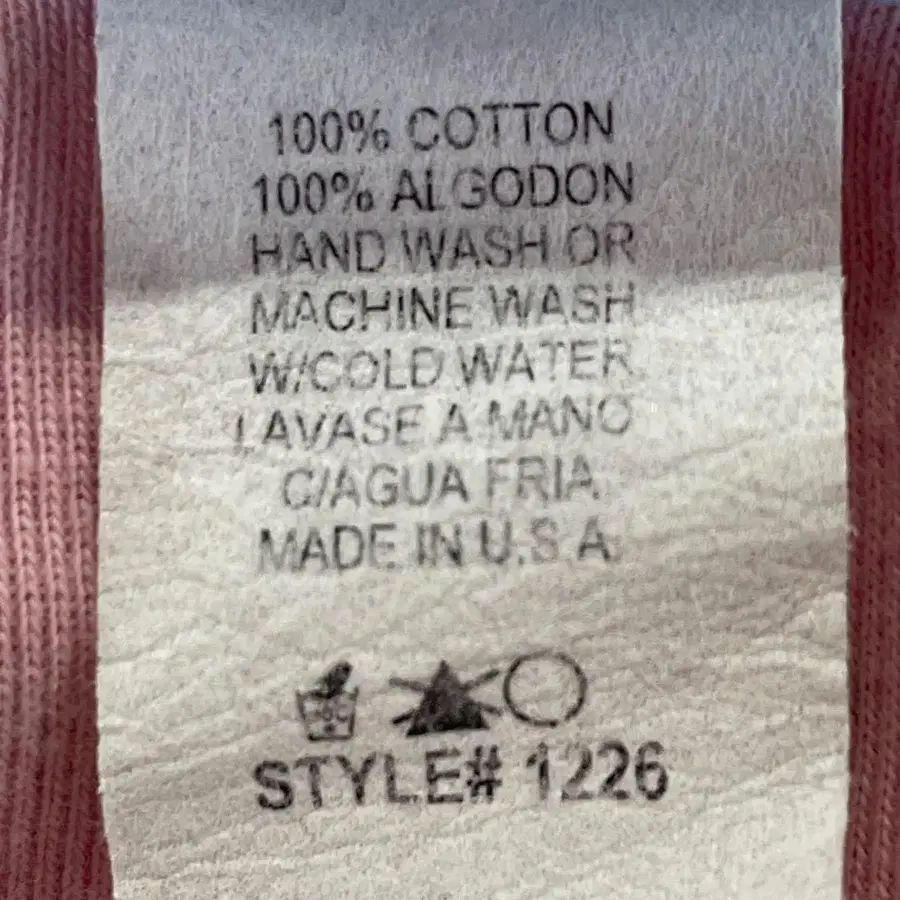 100% COTTON
100% ALGODON
HAND WASH OR
MACHINE WASH
W/COLD WATER
LAVASE A MANO
C/AGUA FRIA
MADE IN U.S.A.
STYLE# 1226